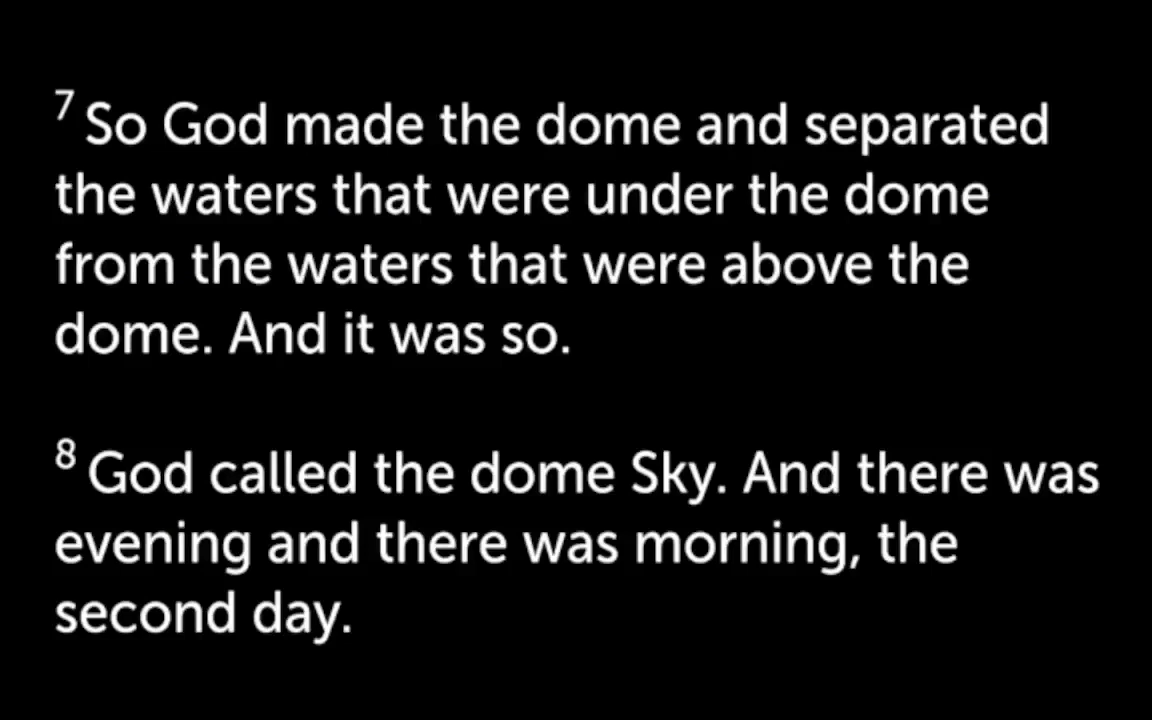 7 So God made the dome and separated
the waters that were under the dome
from the waters that were above the
dome. And it was so.
8 God called the dome Sky. And there was
evening and there was morning, the
second day.